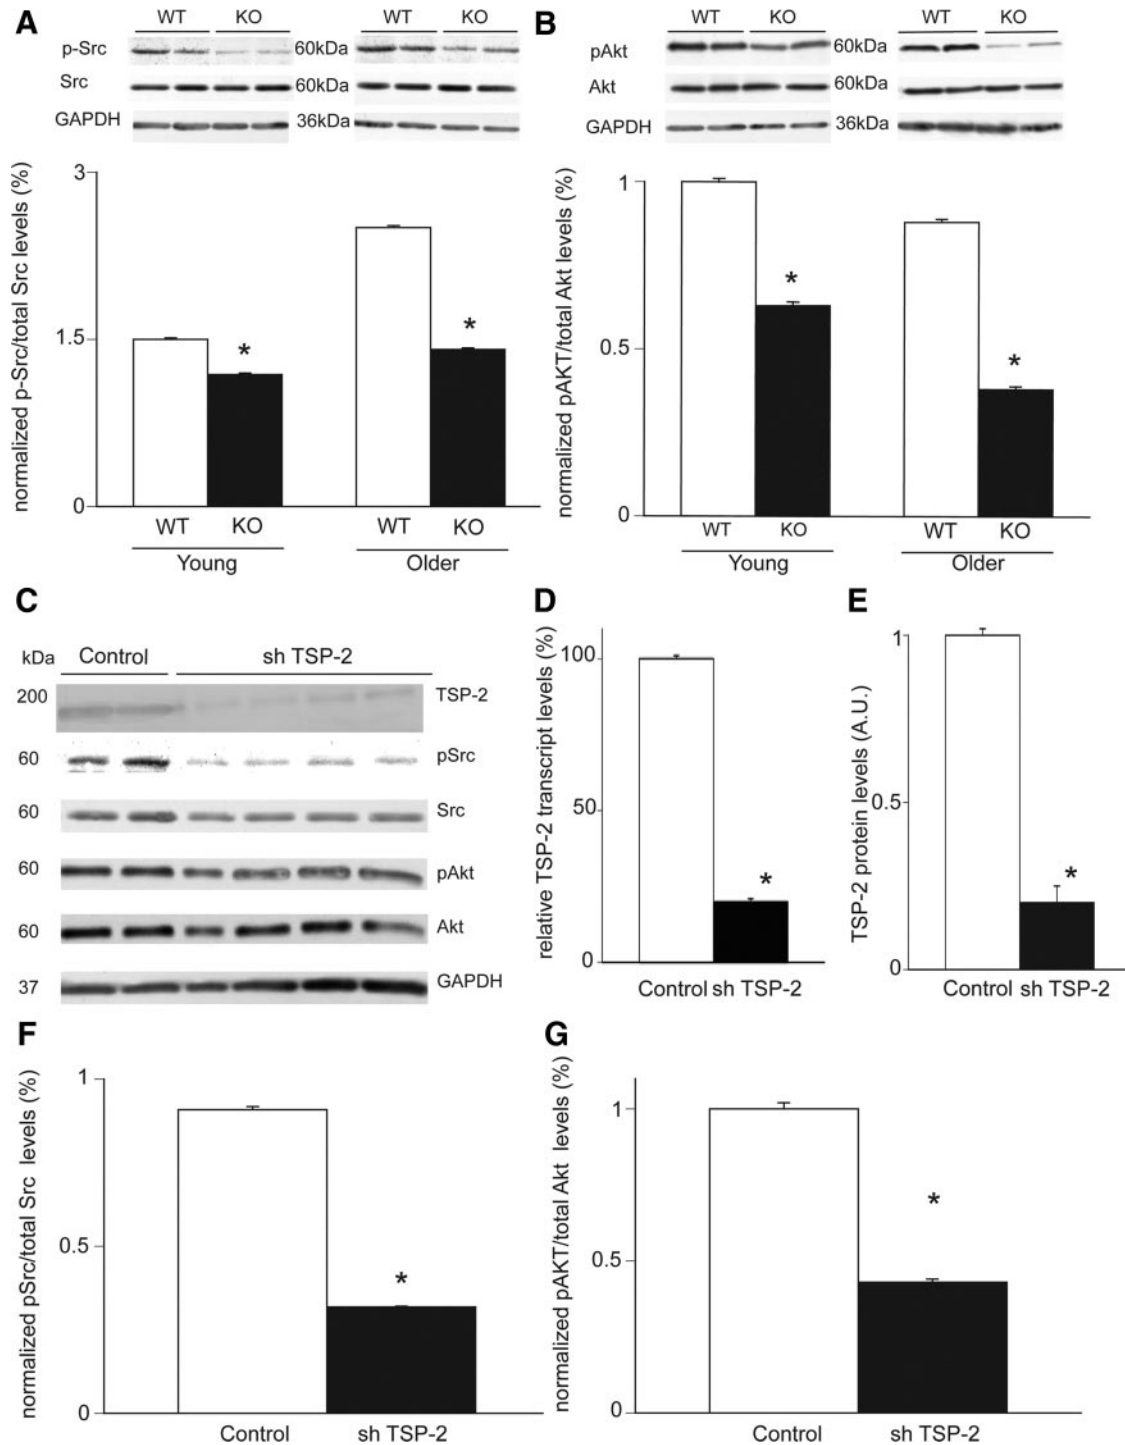 A
WT KO WT KO
p-Src 60kDa
Src 60kDa
GAPDH 36kDa
normalized p-Src/total Src levels (%)
3
1.5
0
*
*
WT KO WT KO
Young Older
B
WT KO WT KO
pAkt 60kDa
Akt 60kDa
GAPDH 36kDa
normalized pAKT/total Akt levels (%)
1
0.5
0
*
*
WT KO WT KO
Young Older
C
kDa Control sh TSP-2
200 TSP-2
60 pSrc
60 Src
60 pAkt
60 Akt
37 GAPDH
D
relative TSP-2 transcript levels (%)
100
50
0
*
Control sh TSP-2
E
TSP-2 protein levels (A.U.)
1
0.5
0
*
Control sh TSP-2
F
normalized pSrc/total Src levels (%)
1
0.5
0
*
Control sh TSP-2
G
normalized pAKT/total Akt levels (%)
1
0.5
0
*
Control sh TSP-2